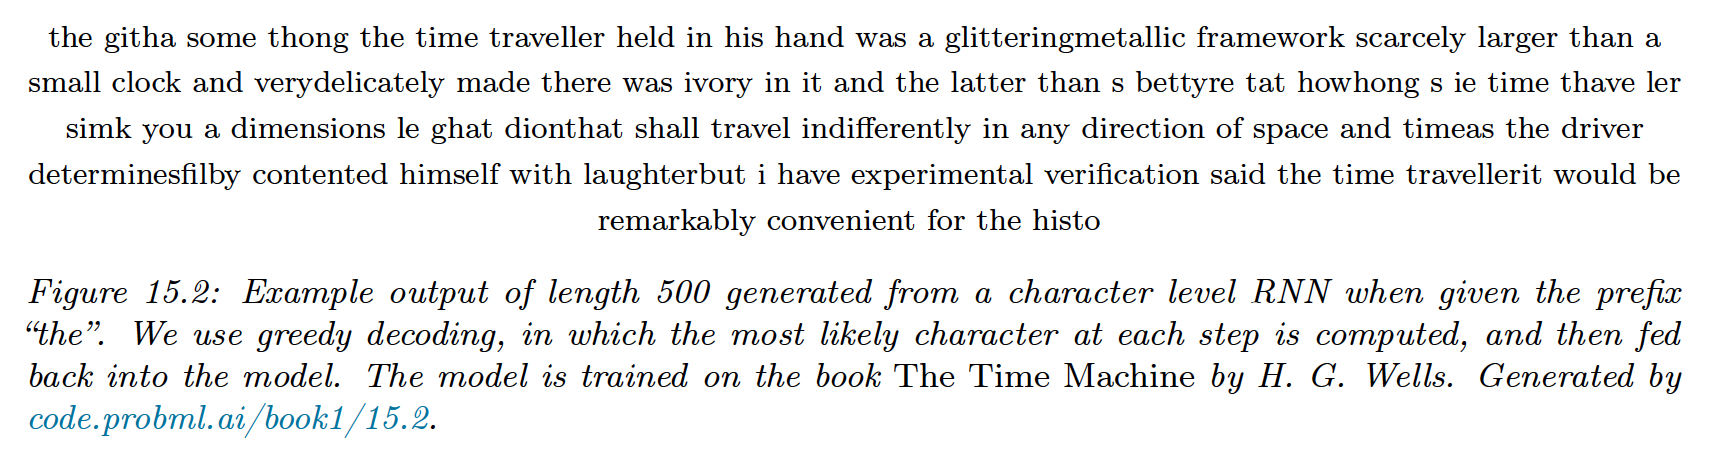 the githa some thong the time traveller held in his hand was a glitteringmetallic framework scarcely larger than a
small clock and verydelicately made there was ivory in it and the latter than s bettyre tat howhong s ie time thave ler
simk you a dimensions le ghat dionthat shall travel indifferently in any direction of space and timeas the driver
determinesfilby contented himself with laughterbut i have experimental verification said the time travellerit would be
remarkably convenient for the histo
Figure 15.2: Example output of length 500 generated from a character level RNN when given the prefix
“the”. We use greedy decoding, in which the most likely character at each step is computed, and then fed
back into the model. The model is trained on the book The Time Machine by H. G. Wells. Generated by
code.probml.ai/book1/15.2.